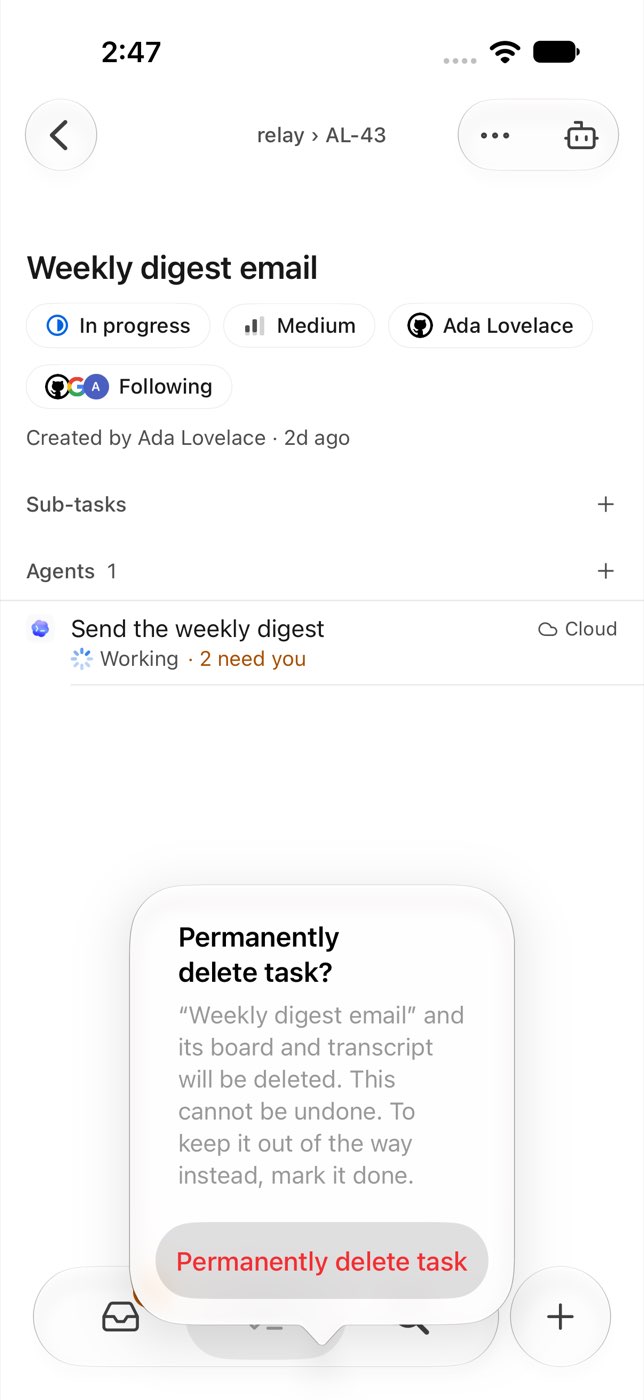 2:47
relay › AL-43
Weekly digest email
In progress
Medium
Ada Lovelace
A
Following
Created by Ada Lovelace · 2d ago
Sub-tasks
Agents 1
Send the weekly digest
Cloud
Working · 2 need you
Permanently
delete task?
“Weekly digest email” and
its board and transcript
will be deleted. This
cannot be undone. To
keep it out of the way
instead, mark it done.
Permanently delete task